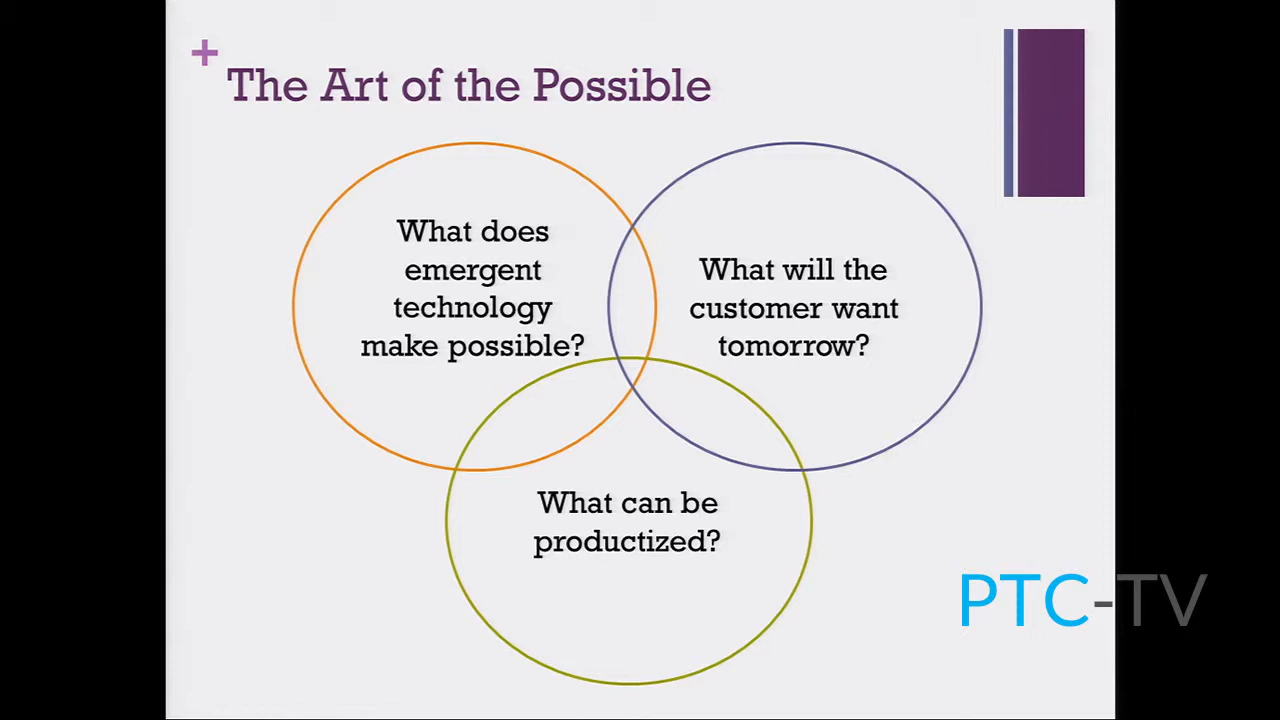 +
The Art of the Possible
What does
emergent
technology
make possible?
What will the
customer want
tomorrow?
What can be
productized?
PTC-TV